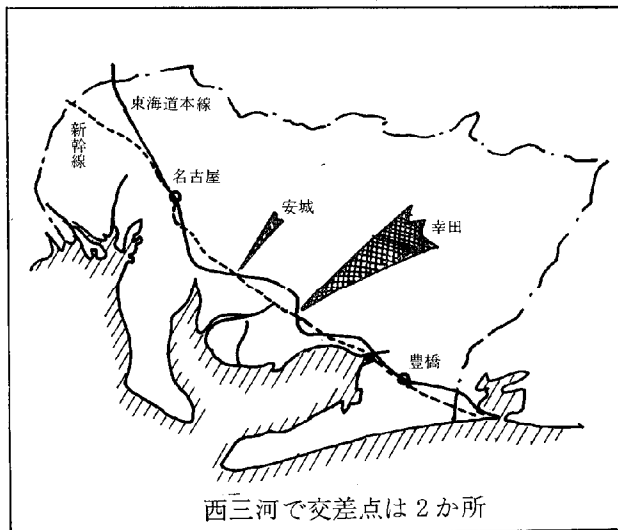 東海道本線
新幹線
名古屋
安城
幸田
豊橋
西三河で交差点は2か所